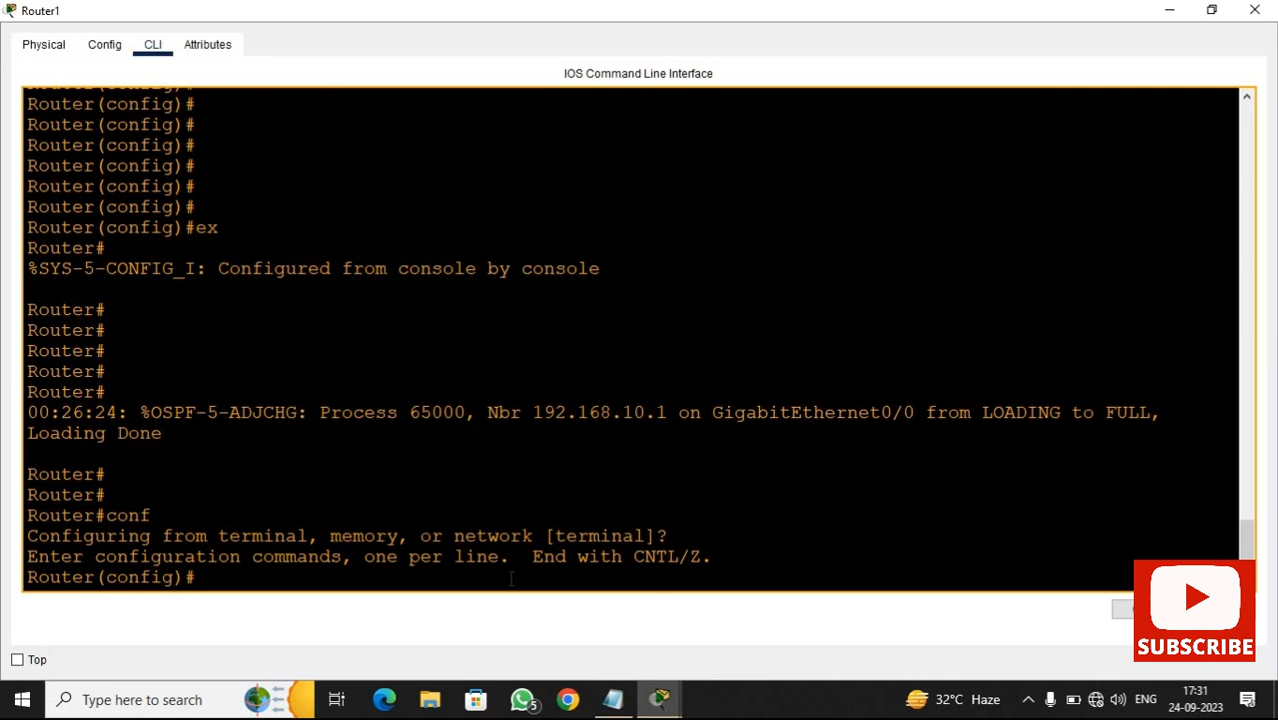 Router1
Physical
Config
CLI
Attributes
IOS Command Line Interface
Router(config)#
Router(config)#
Router(config)#
Router(config)#
Router(config)#
Router(config)#
Router(config)#
Router(config)#ex
Router#
%SYS-5-CONFIG_I: Configured from console by console
Router#
Router#
Router#
Router#
Router#
00:26:24: %OSPF-5-ADJCHG: Process 65000, Nbr 192.168.10.1 on GigabitEthernet0/0 from LOADING to FULL,
Loading Done
Router#
Router#
Router#conf
Configuring from terminal, memory, or network [terminal]?
Enter configuration commands, one per line.  End with CNTL/Z.
Router(config)#
SUBSCRIBE
Top
Type here to search
5
32°C Haze
ENG
17:31
24-09-2023